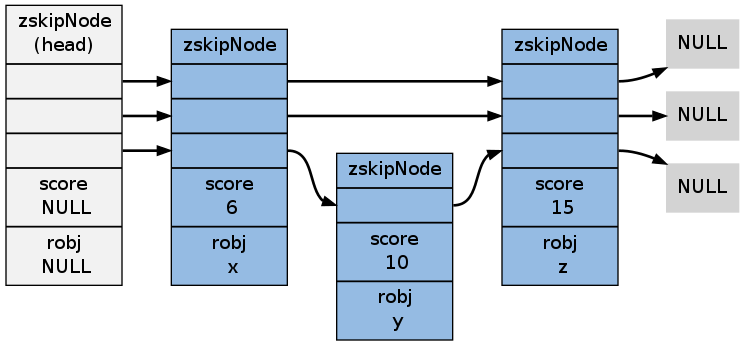 zskipNode
(head)
score
NULL
robj
NULL
zskipNode
score
6
robj
x
zskipNode
score
10
robj
y
zskipNode
score
15
robj
z
NULL
NULL
NULL